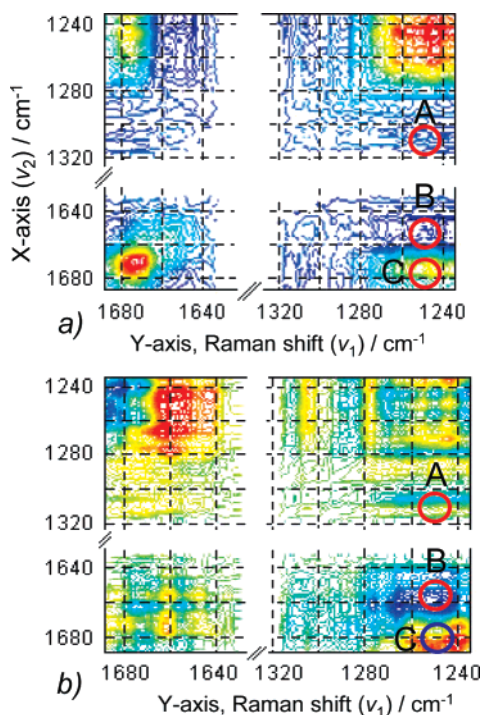 1240
1280
1320
1640
1680
X-axis (ν₂) / cm⁻¹
A
B
C
a)
1680 1640 1320 1280 1240
Y-axis, Raman shift (ν₁) / cm⁻¹
1240
1280
1320
1640
1680
A
B
C
b)
1680 1640 1320 1280 1240
Y-axis, Raman shift (ν₁) / cm⁻¹